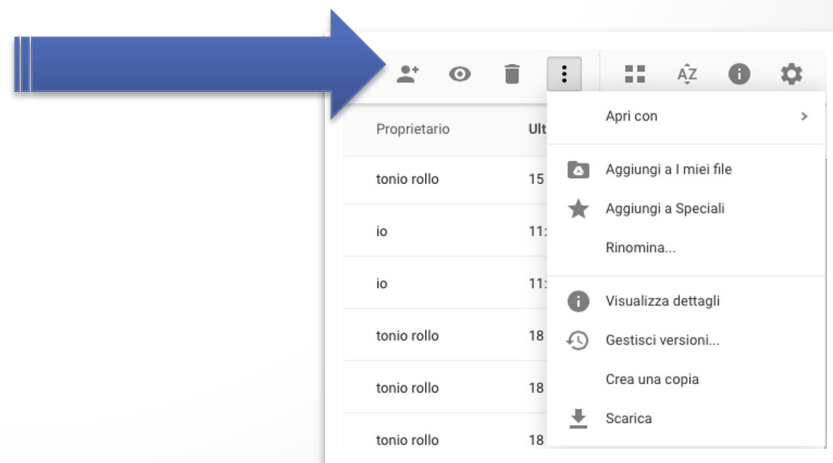 AZ
Proprietario Ult
tonio rollo 15
io 11:
io 11:
tonio rollo 18
tonio rollo 18
tonio rollo 18
Apri con
Aggiungi a I miei file
Aggiungi a Speciali
Rinomina...
Visualizza dettagli
Gestisci versioni...
Crea una copia
Scarica